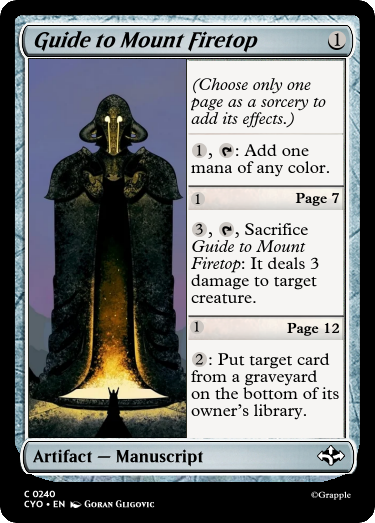 Guide to Mount Firetop 1
(Choose only one
page as a sorcery to
add its effects.)
1, : Add one
mana of any color.
1 Page 7
3, , Sacrifice
Guide to Mount
Firetop: It deals 3
damage to target
creature.
1 Page 12
2: Put target card
from a graveyard
on the bottom of its
owner's library.
Artifact — Manuscript
C 0240
CYO • EN Goran Gligovic
©Grapple